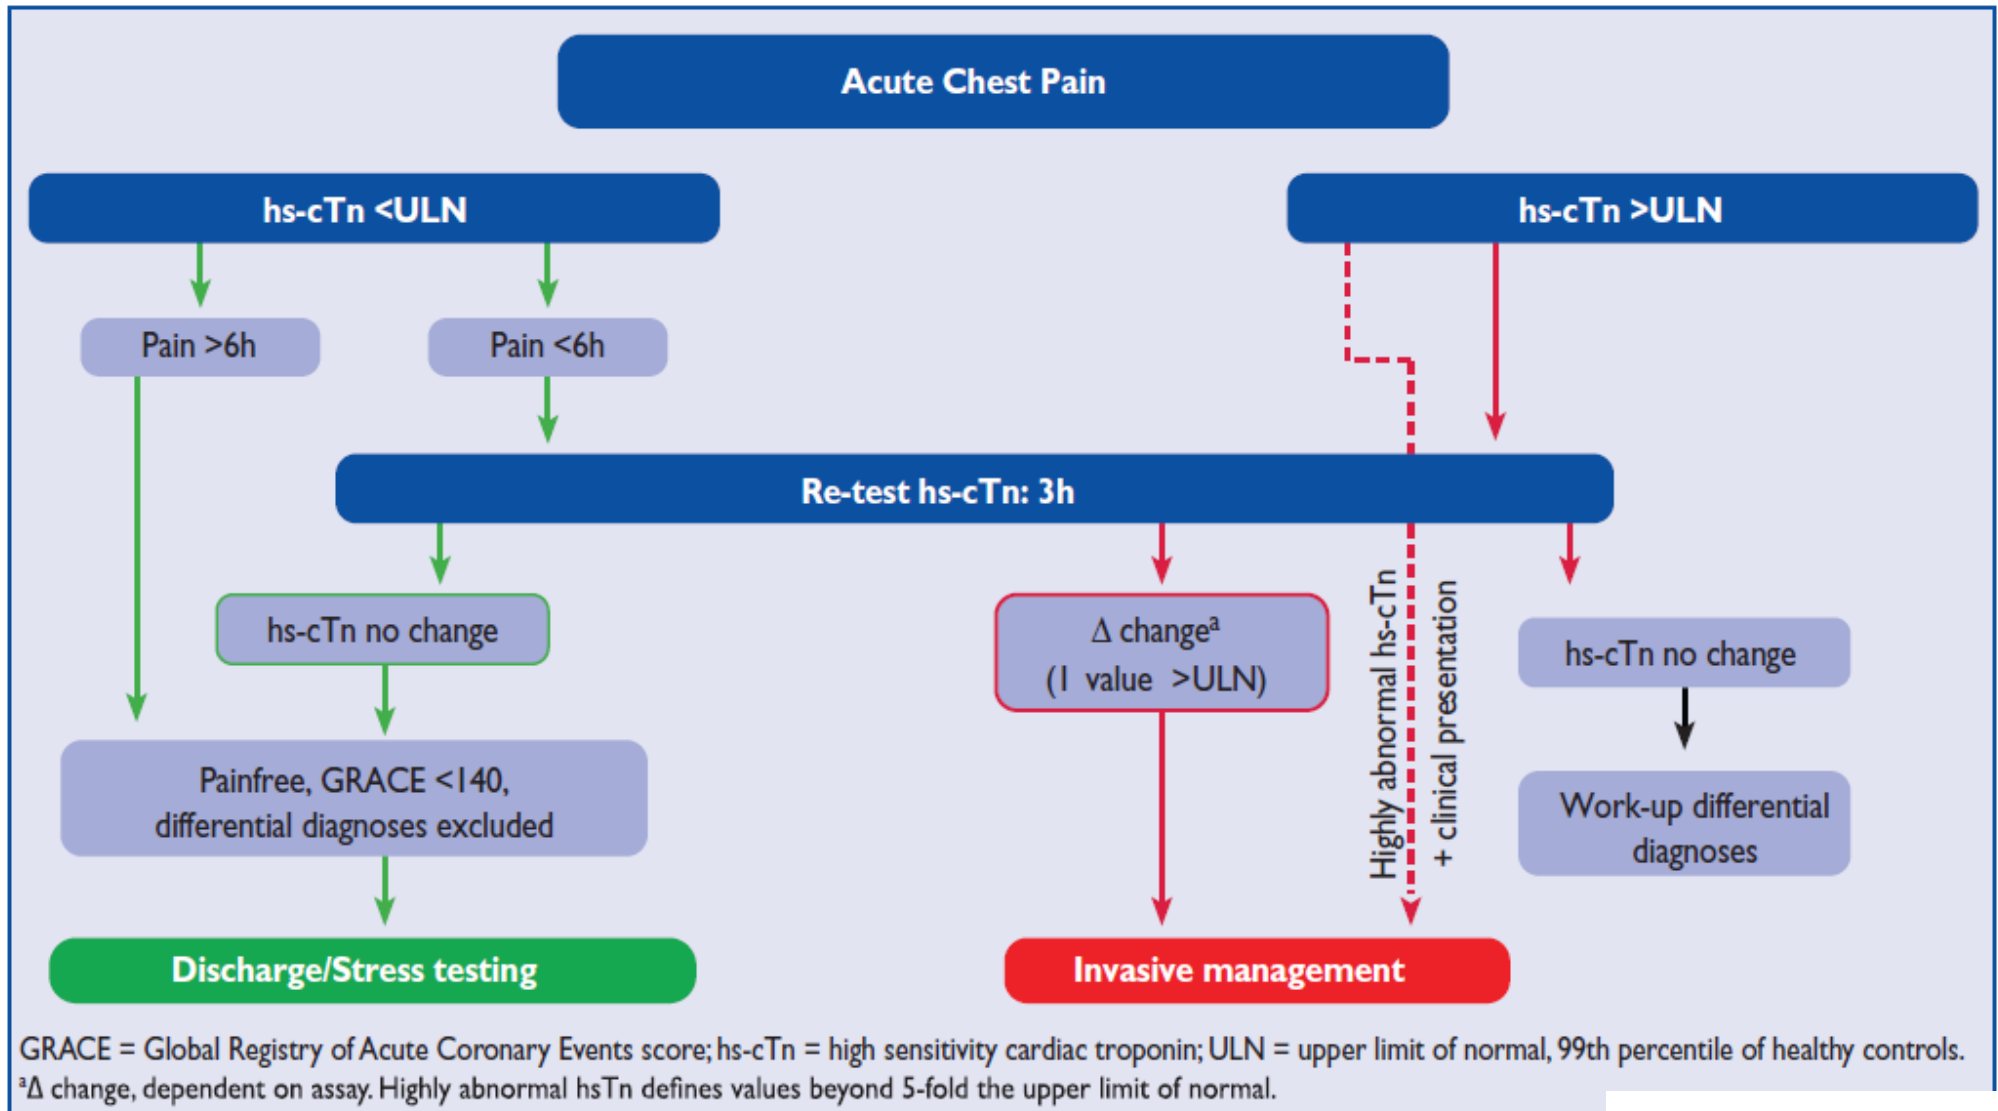 Acute Chest Pain
hs-cTn <ULN
hs-cTn >ULN
Pain >6h
Pain <6h
Re-test hs-cTn: 3h
hs-cTn no change
Δ changeᵃ
(1 value >ULN)
Highly abnormal hs-cTn
+ clinical presentation
hs-cTn no change
Painfree, GRACE <140,
differential diagnoses excluded
Work-up differential
diagnoses
Discharge/Stress testing
Invasive management
GRACE = Global Registry of Acute Coronary Events score; hs-cTn = high sensitivity cardiac troponin; ULN = upper limit of normal, 99th percentile of healthy controls.
ᵃΔ change, dependent on assay. Highly abnormal hsTn defines values beyond 5-fold the upper limit of normal.